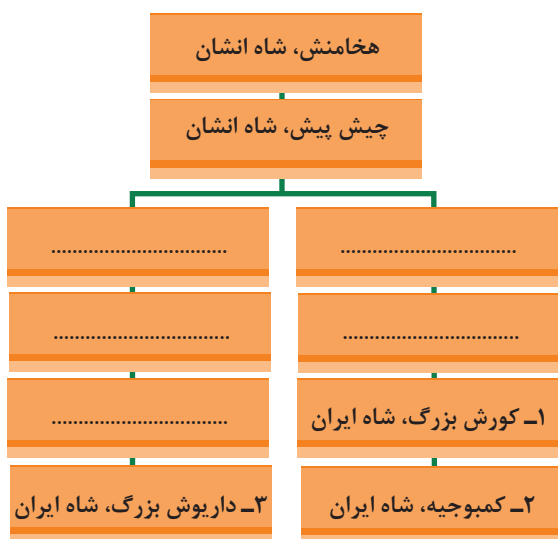 هخامنش، شاه انشان
چیش پیش، شاه انشان
.................................
.................................
.................................
.................................
۱ـ کورش بزرگ، شاه ایران
.................................
۲ـ کمبوجیه، شاه ایران
۳ـ داریوش بزرگ، شاه ایران